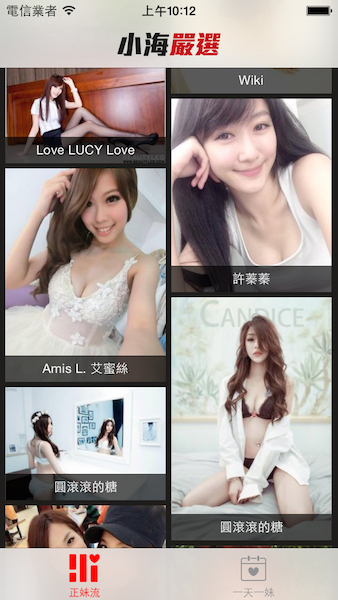 電信業者
上午10:12
小海嚴選
Wiki
Love LUCY Love
許蓁蓁
Amis L. 艾蜜絲
CANDICE
圓滾滾的糖
圓滾滾的糖
正妹流
一天一妹